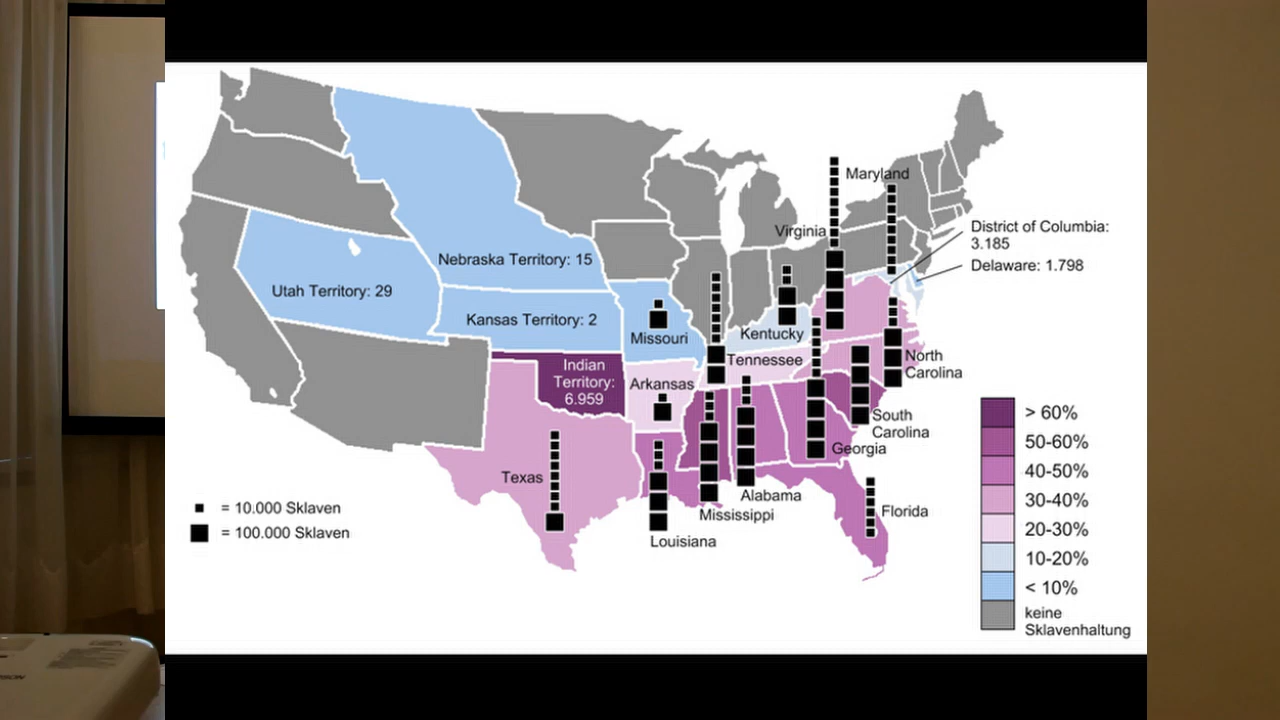 Maryland
Virginia
District of Columbia:
3.185
Delaware: 1.798
Nebraska Territory: 15
Utah Territory: 29
Kansas Territory: 2
Missouri
Kentucky
Tennessee
Indian
Territory:
6.959
Arkansas
North
Carolina
South
Carolina
Georgia
Texas
Alabama
Mississippi
Louisiana
Florida
= 10.000 Sklaven
= 100.000 Sklaven
> 60%
50-60%
40-50%
30-40%
20-30%
10-20%
< 10%
keine
Sklavenhaltung